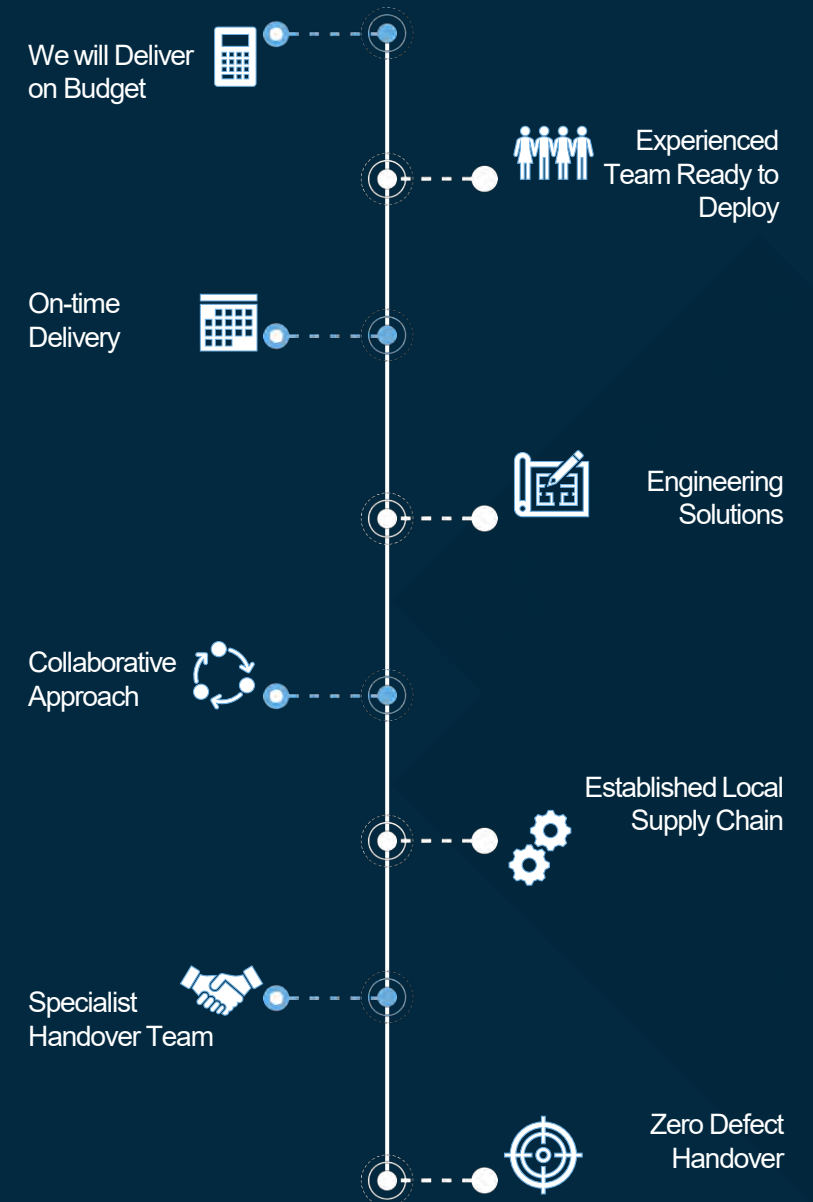 We will Deliver
on Budget
Experienced
Team Ready to
Deploy
On-time
Delivery
Engineering
Solutions
Collaborative
Approach
Established Local
Supply Chain
Specialist
Handover Team
Zero Defect
Handover